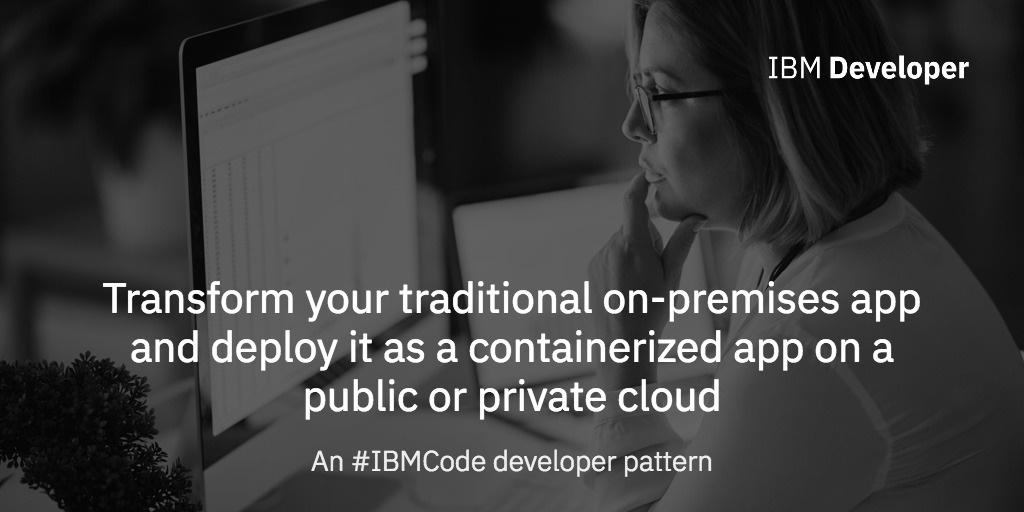 IBM Developer
Transform your traditional on-premises app
and deploy it as a containerized app on a
public or private cloud
An #IBMCode developer pattern